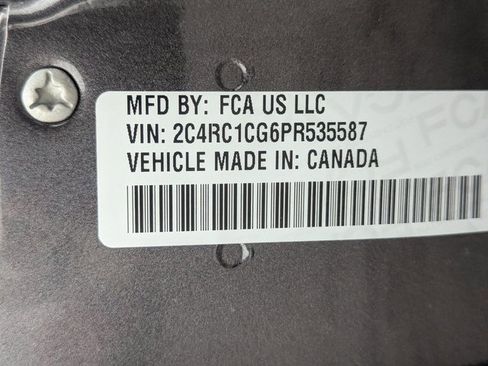 MFD BY: FCA US LLC
VIN: 2C4RC1CG6PR535587
VEHICLE MADE IN: CANADA